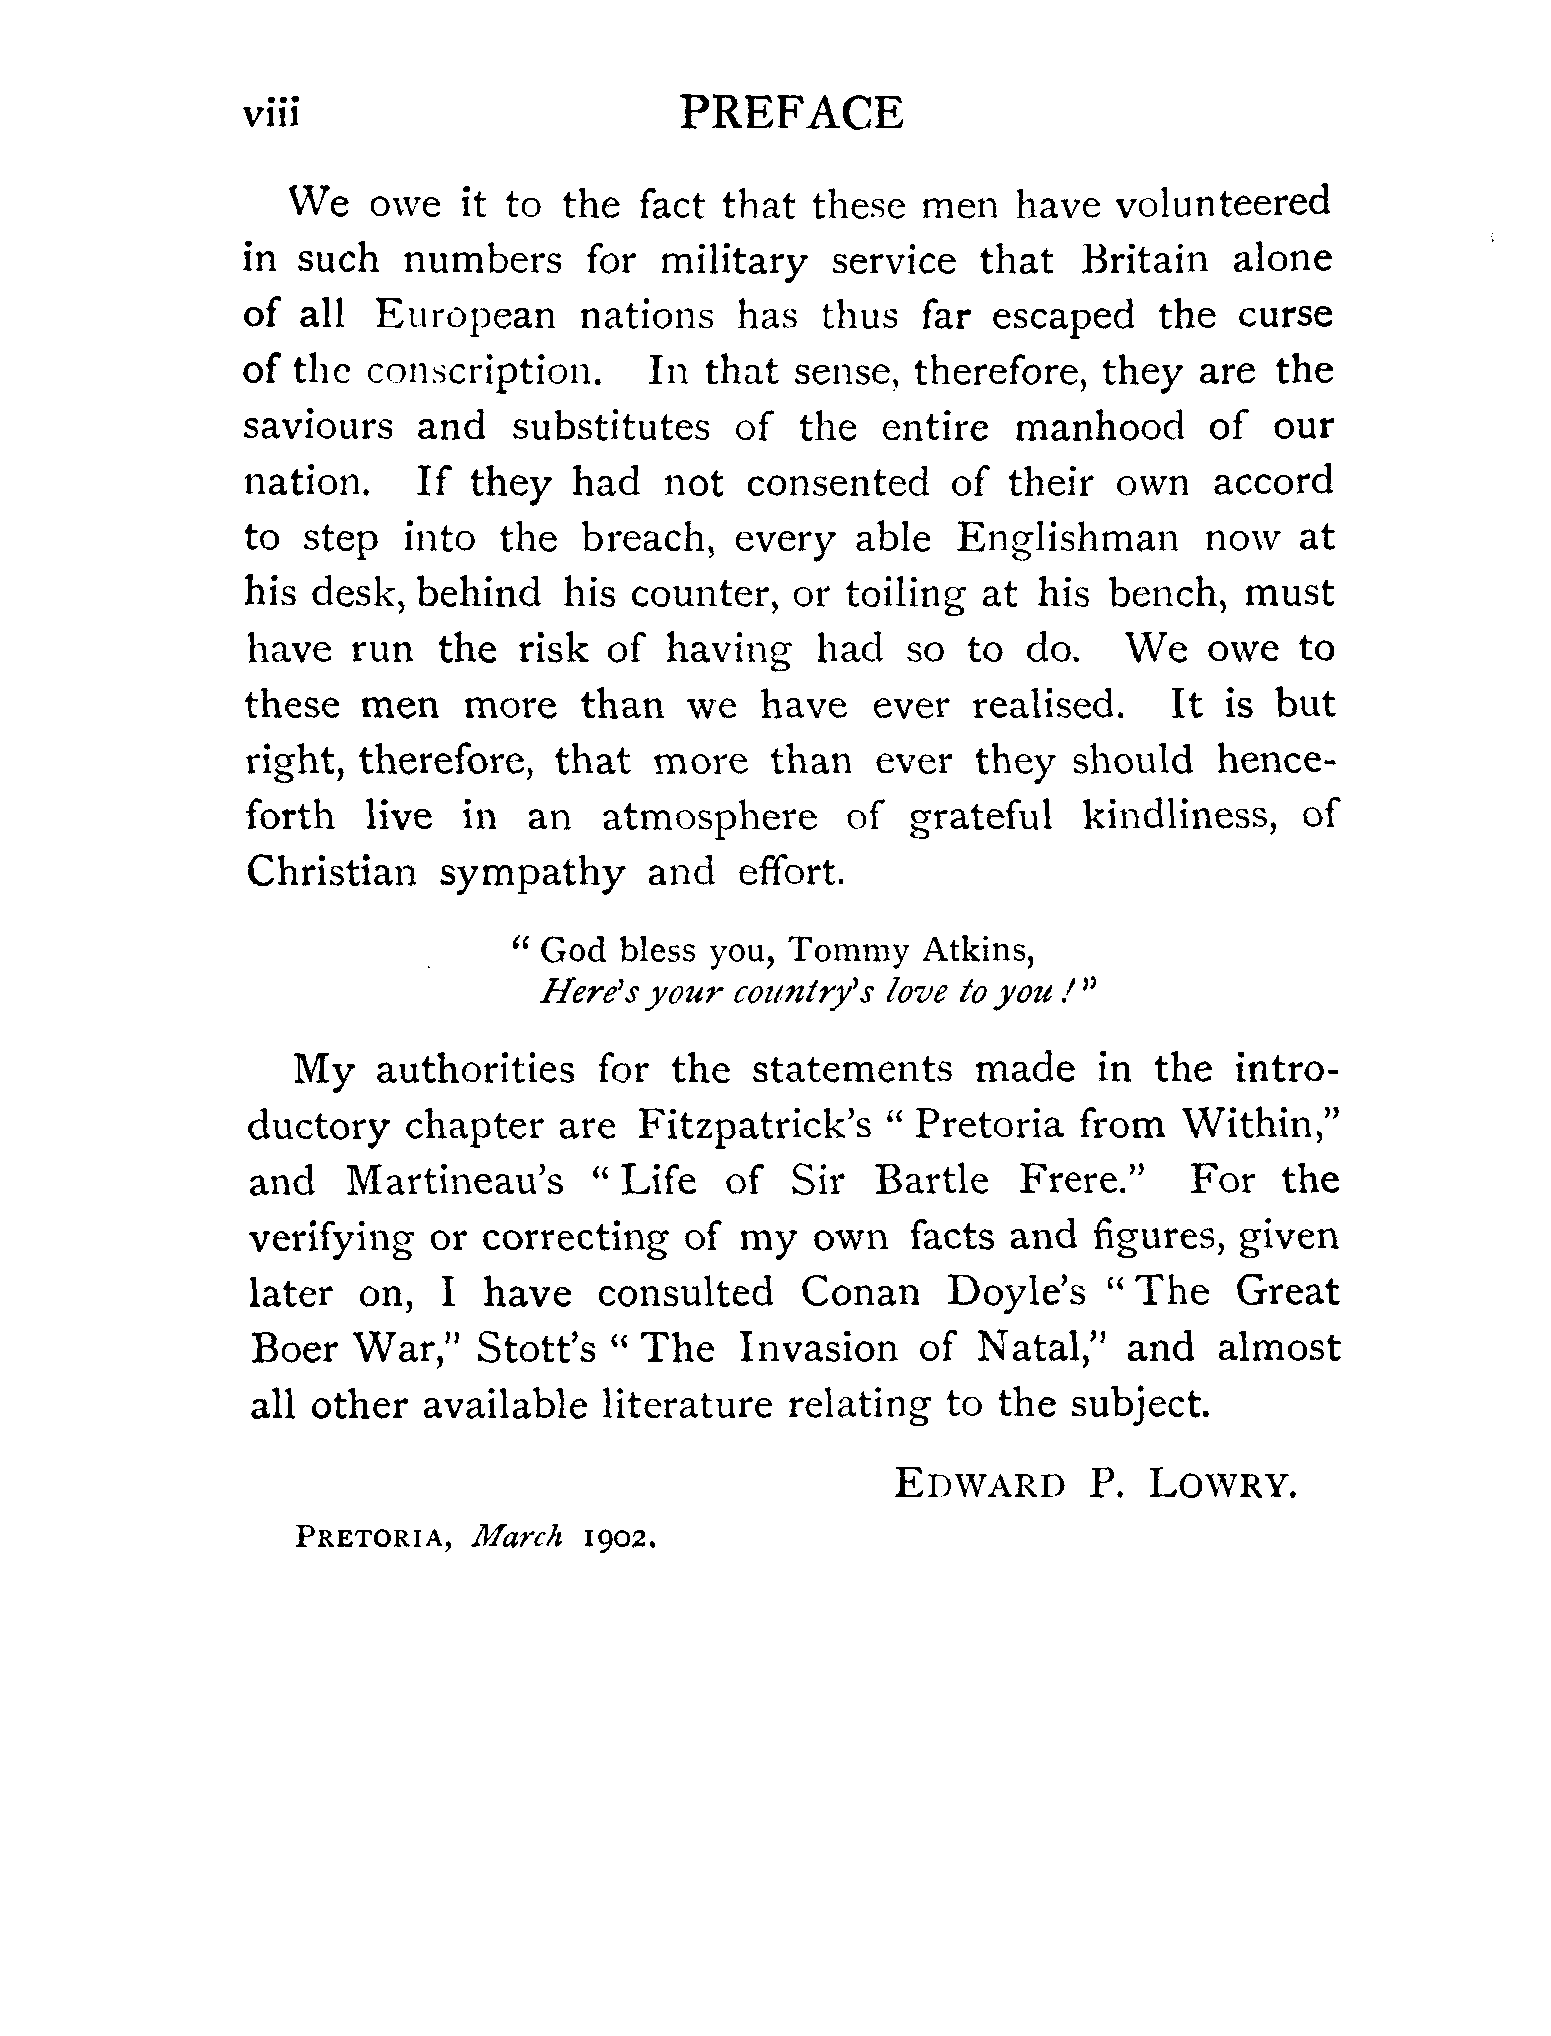 viii PREFACE
We owe it to the fact that these men have volunteered
in such numbers for military service that Britain alone
of all European nations has thus far escaped the curse
of the conscription. In that sense, therefore, they are the
saviours and substitutes of the entire manhood of our
nation. If they had not consented of their own accord
to step into the breach, every able Englishman now at
his desk, behind his counter, or toiling at his bench, must
have run the risk of having had so to do. We owe to
these men more than we have ever realised. It is but
right, therefore, that more than ever they should hence-
forth live in an atmosphere of grateful kindliness, of
Christian sympathy and effort.
“ God bless you, Tommy Atkins,
Here’s your country’s love to you ! ”
My authorities for the statements made in the intro-
ductory chapter are Fitzpatrick’s “ Pretoria from Within,”
and Martineau’s “ Life of Sir Bartle Frere.” For the
verifying or correcting of my own facts and figures, given
later on, I have consulted Conan Doyle’s “ The Great
Boer War,” Stott’s “ The Invasion of Natal,” and almost
all other available literature relating to the subject.
EDWARD P. LOWRY.
PRETORIA, March 1902.